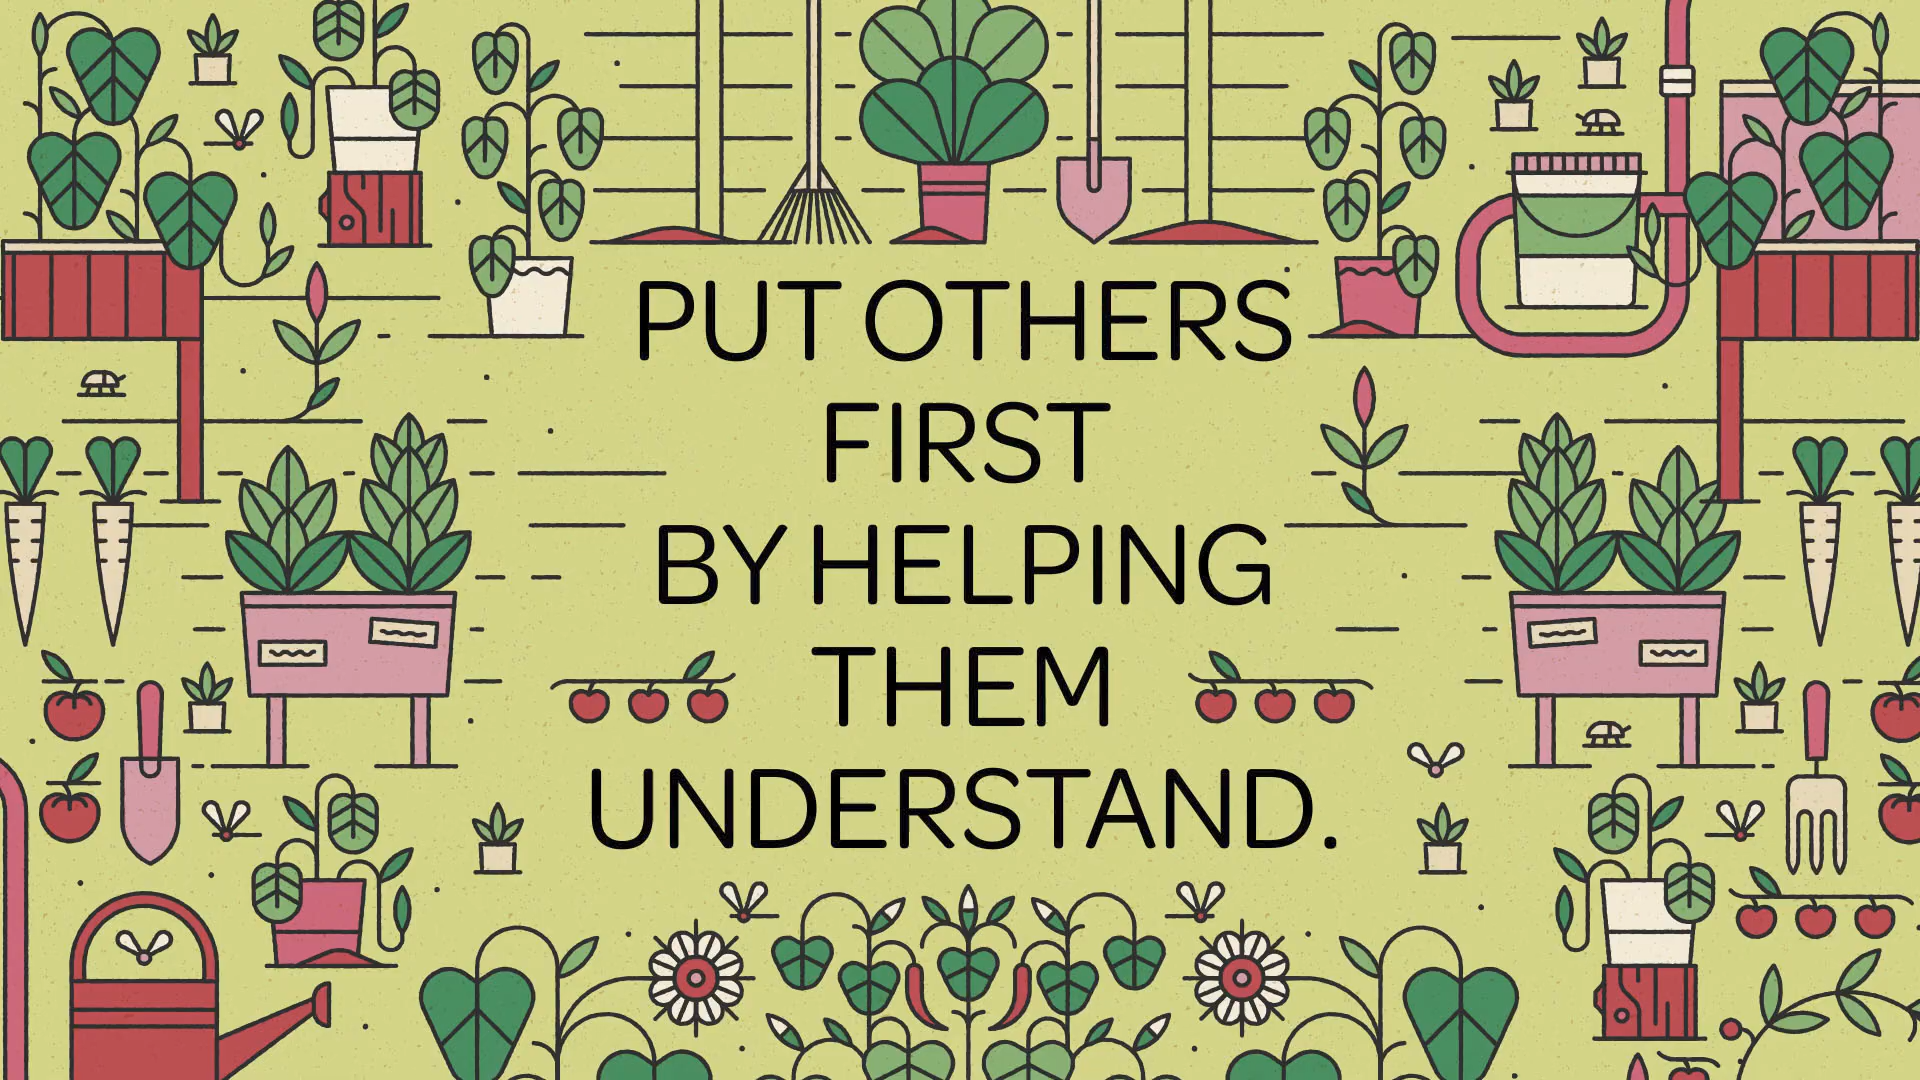 PUT OTHERS
FIRST
BY HELPING
THEM
UNDERSTAND.